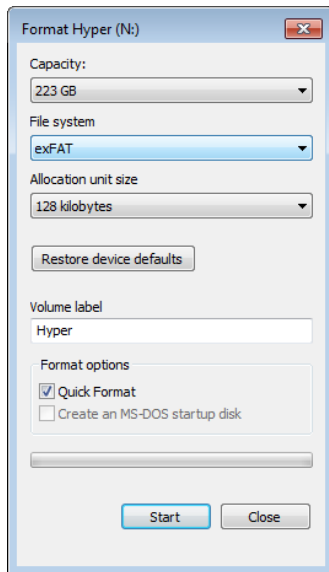 Format Hyper (N:)
Capacity:
223 GB
File system
exFAT
Allocation unit size
128 kilobytes
Restore device defaults
Volume label
Hyper
Format options
Quick Format
Create an MS-DOS startup disk
Start Close